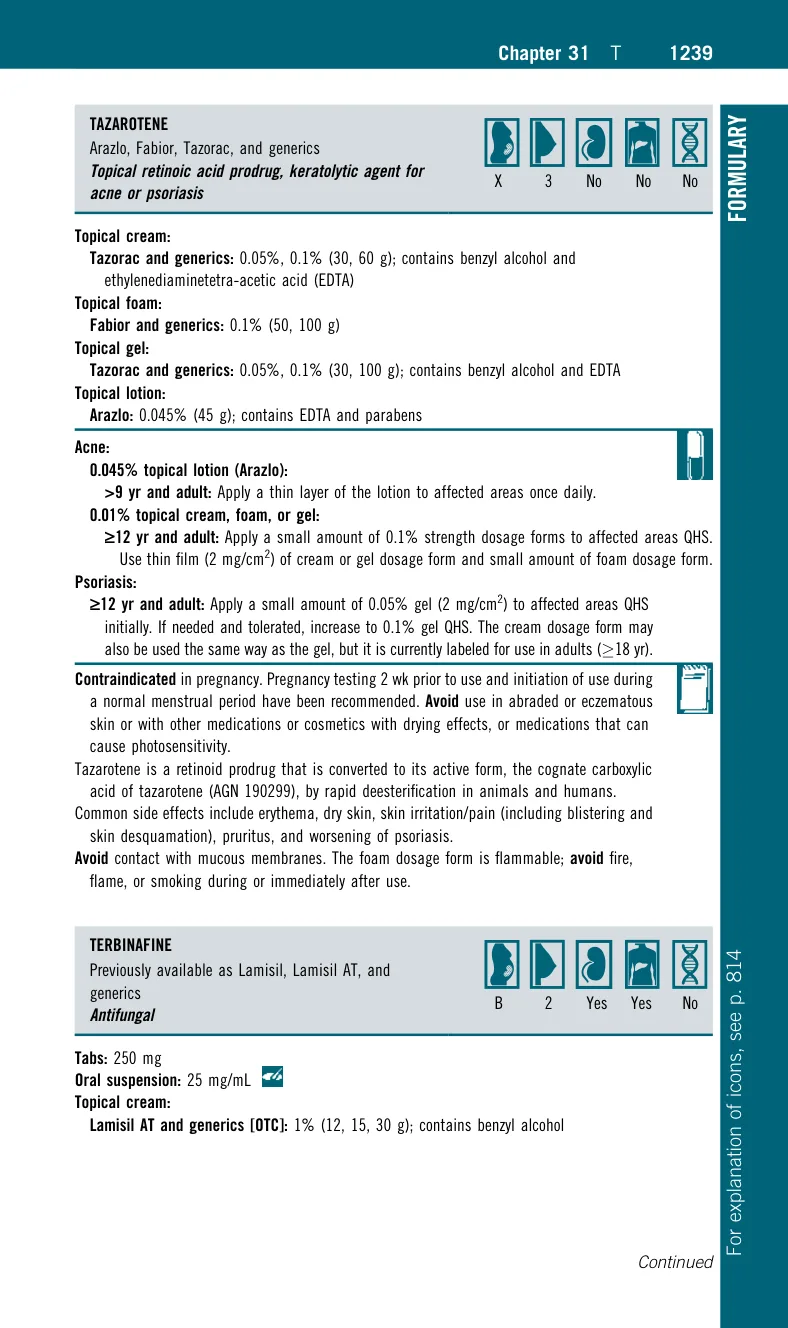 Chapter 31 T 1239
TAZAROTENE
Arazlo, Fabior, Tazorac, and generics
Topical retinoic acid prodrug, keratolytic agent for
acne or psoriasis
X 3 No No No
Topical cream:
Tazorac and generics: 0.05%, 0.1% (30, 60 g); contains benzyl alcohol and
ethylenediaminetetra-acetic acid (EDTA)
Topical foam:
Fabior and generics: 0.1% (50, 100 g)
Topical gel:
Tazorac and generics: 0.05%, 0.1% (30, 100 g); contains benzyl alcohol and EDTA
Topical lotion:
Arazlo: 0.045% (45 g); contains EDTA and parabens
Acne:
0.045% topical lotion (Arazlo):
>9 yr and adult: Apply a thin layer of the lotion to affected areas once daily.
0.01% topical cream, foam, or gel:
≥12 yr and adult: Apply a small amount of 0.1% strength dosage forms to affected areas QHS.
Use thin film (2 mg/cm²) of cream or gel dosage form and small amount of foam dosage form.
Psoriasis:
≥12 yr and adult: Apply a small amount of 0.05% gel (2 mg/cm²) to affected areas QHS
initially. If needed and tolerated, increase to 0.1% gel QHS. The cream dosage form may
also be used the same way as the gel, but it is currently labeled for use in adults (≥18 yr).
Contraindicated in pregnancy. Pregnancy testing 2 wk prior to use and initiation of use during
a normal menstrual period have been recommended. Avoid use in abraded or eczematous
skin or with other medications or cosmetics with drying effects, or medications that can
cause photosensitivity.
Tazarotene is a retinoid prodrug that is converted to its active form, the cognate carboxylic
acid of tazarotene (AGN 190299), by rapid deesterification in animals and humans.
Common side effects include erythema, dry skin, skin irritation/pain (including blistering and
skin desquamation), pruritus, and worsening of psoriasis.
Avoid contact with mucous membranes. The foam dosage form is flammable; avoid fire,
flame, or smoking during or immediately after use.
TERBINAFINE
Previously available as Lamisil, Lamisil AT, and
generics
Antifungal
B 2 Yes Yes No
Tabs: 250 mg
Oral suspension: 25 mg/mL
Topical cream:
Lamisil AT and generics [OTC]: 1% (12, 15, 30 g); contains benzyl alcohol
Continued
FORMULARY
For explanation of icons, see p. 814